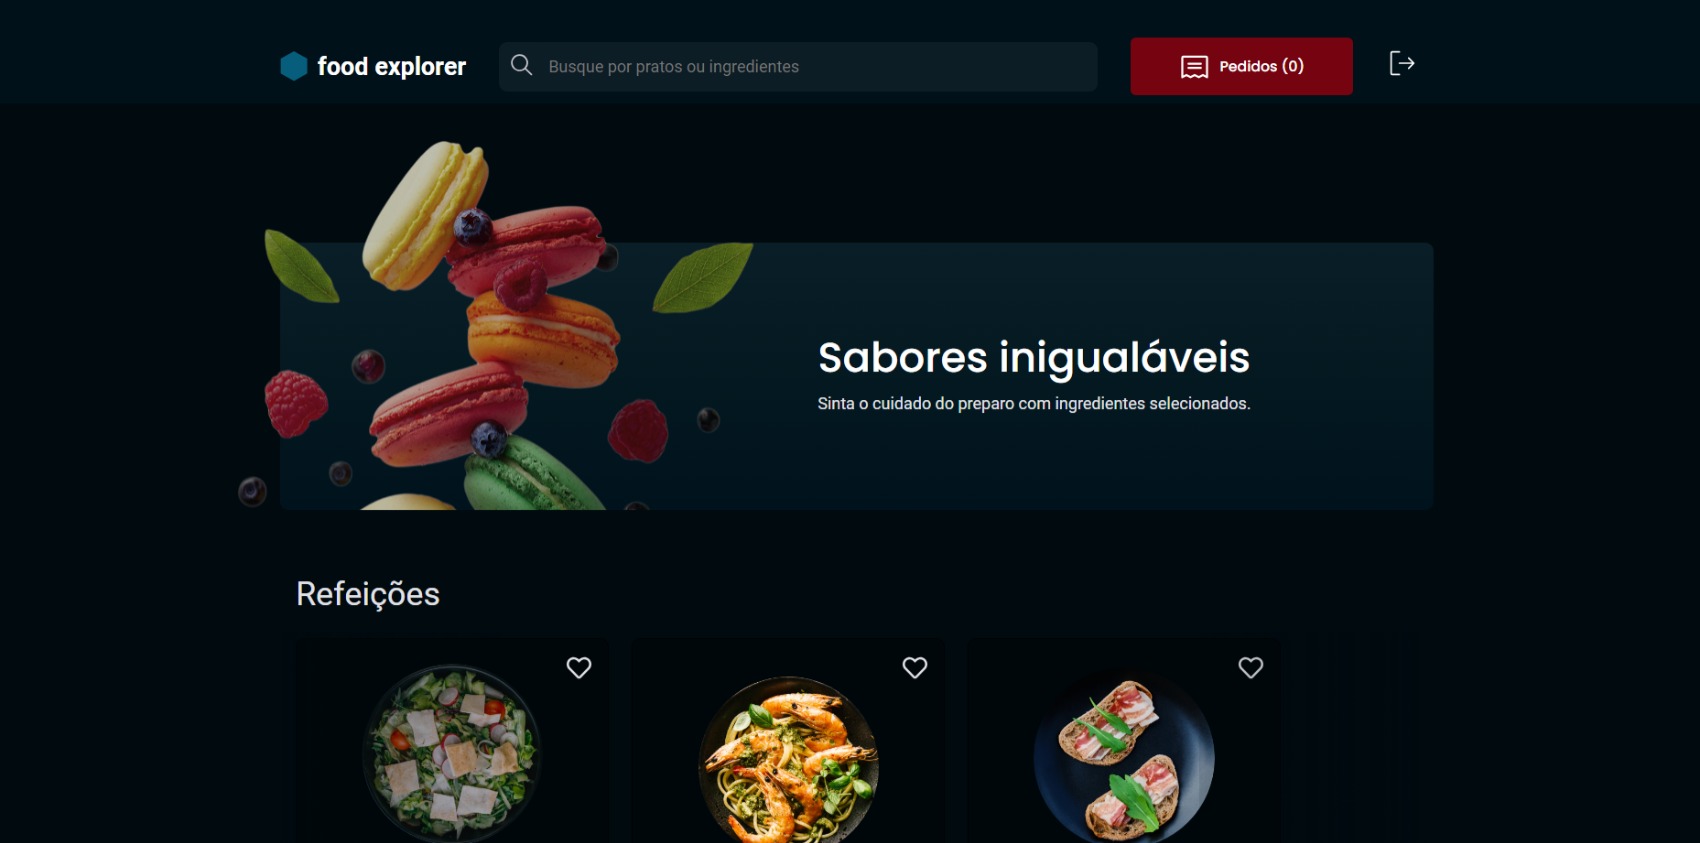 food explorer
Busque por pratos ou ingredientes
Pedidos (0)
Sabores inigualáveis
Sinta o cuidado do preparo com ingredientes selecionados.
Refeições